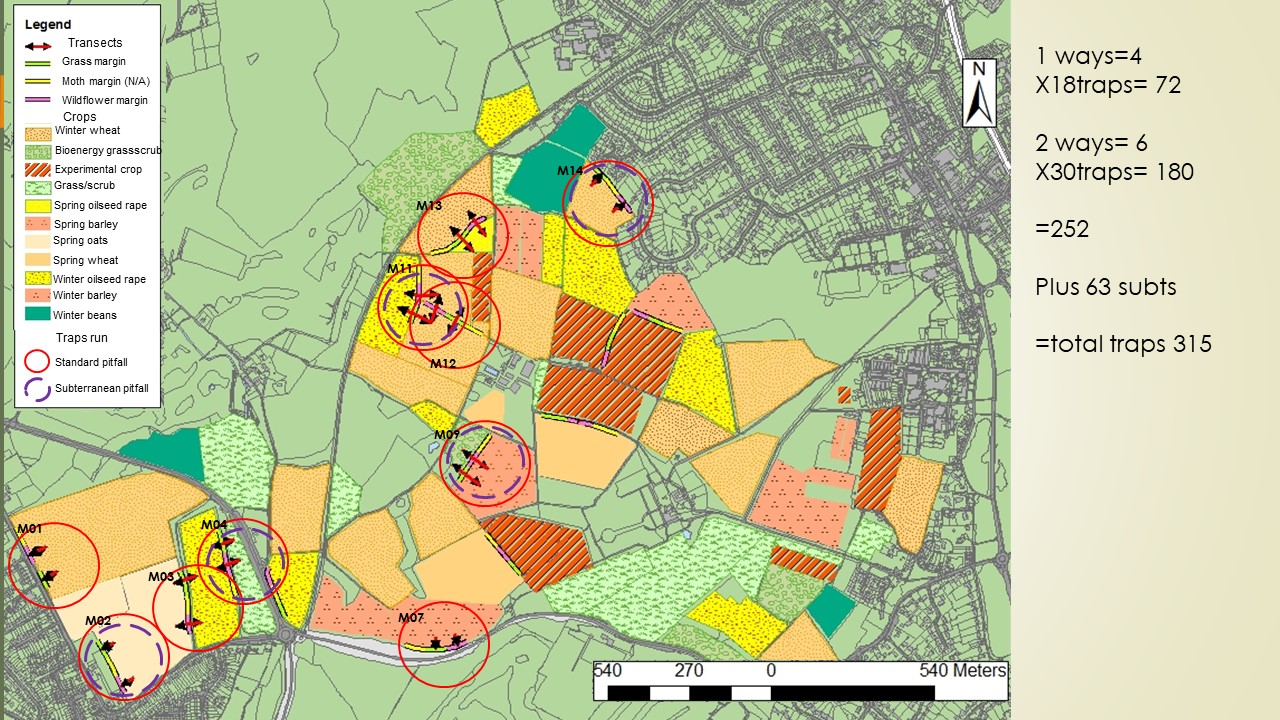 Legend
Transects
Grass margin
Moth margin (N/A)
Wildflower margin
Crops
Winter wheat
Bioenergy grassscrub
Experimental crop
Grass/scrub
Spring oilseed rape
Spring barley
Spring oats
Spring wheat
Winter oilseed rape
Winter barley
Winter beans
Traps run
Standard pitfall
Subterranean pitfall
N
M14
M13
M11
M12
M09
M01
M04
M03
M02
M07
540 270 0 540 Meters
1 ways=4
X18traps= 72
2 ways= 6
X30traps= 180
=252
Plus 63 subts
=total traps 315